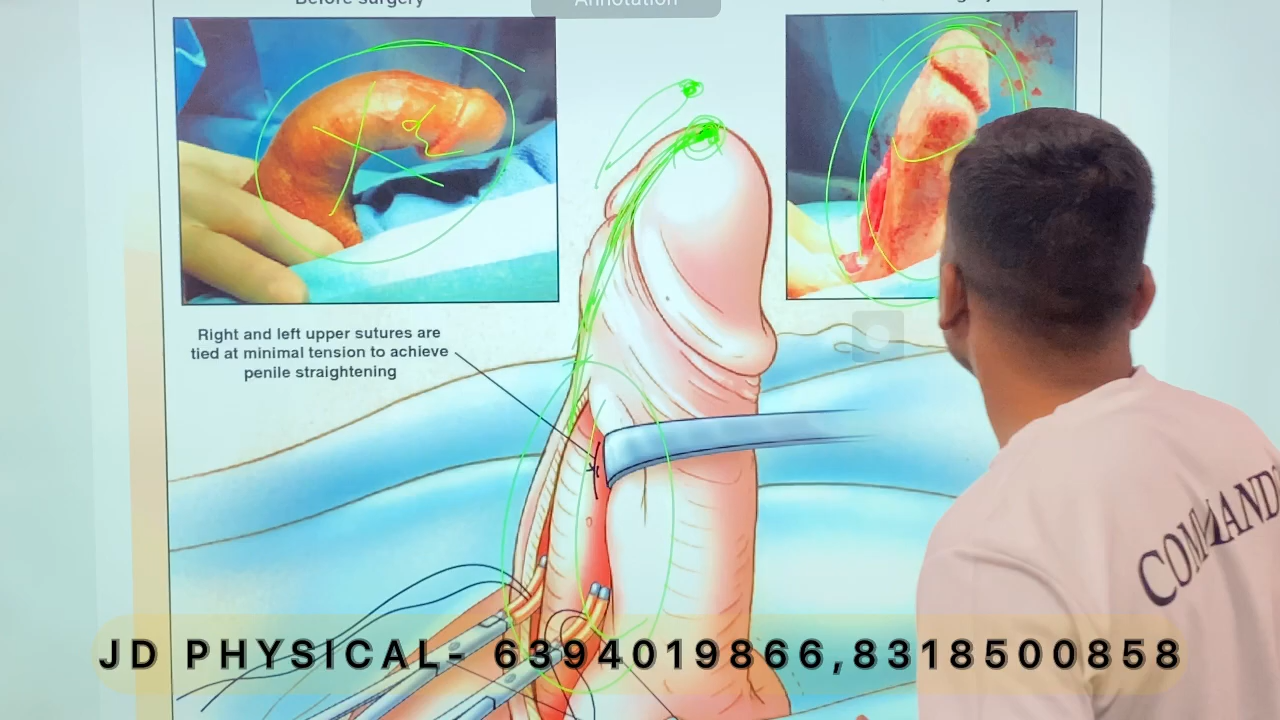 Before surgery
Annotation
Right and left upper sutures are
tied at minimal tension to achieve
penile straightening
COMMAND
JD PHYSICAL- 6394019866,8318500858